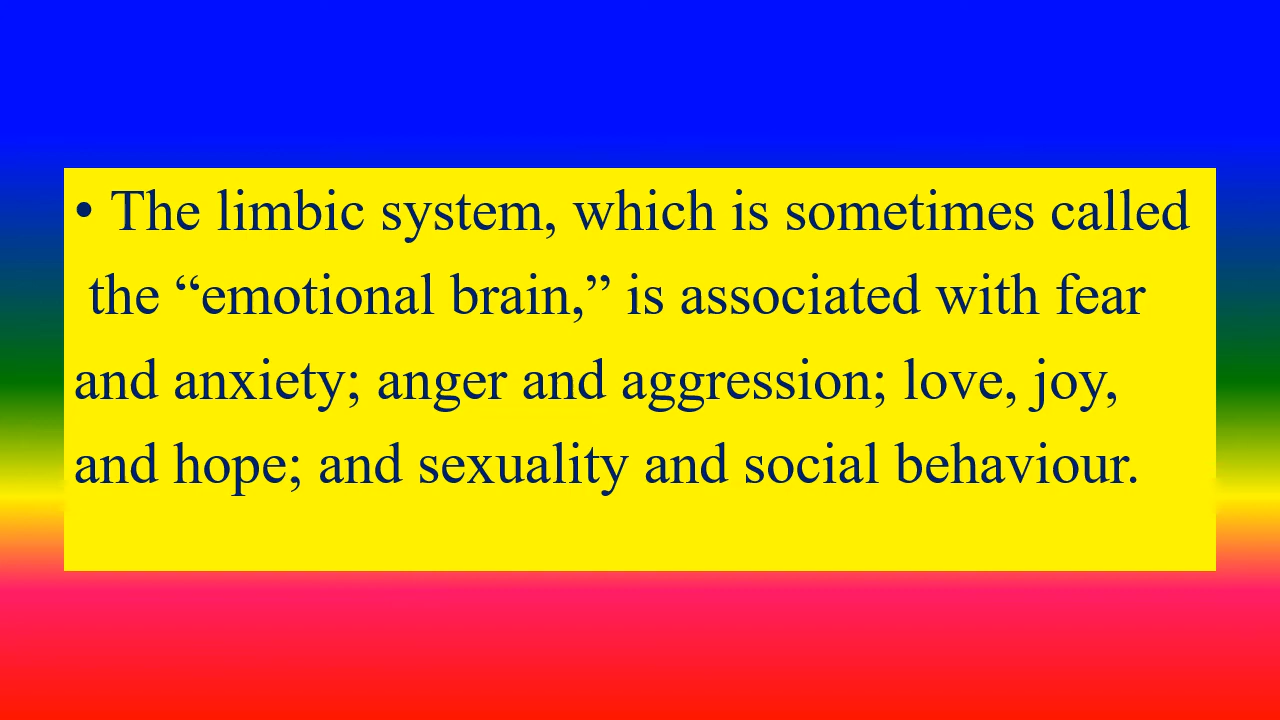 • The limbic system, which is sometimes called
the “emotional brain,” is associated with fear
and anxiety; anger and aggression; love, joy,
and hope; and sexuality and social behaviour.